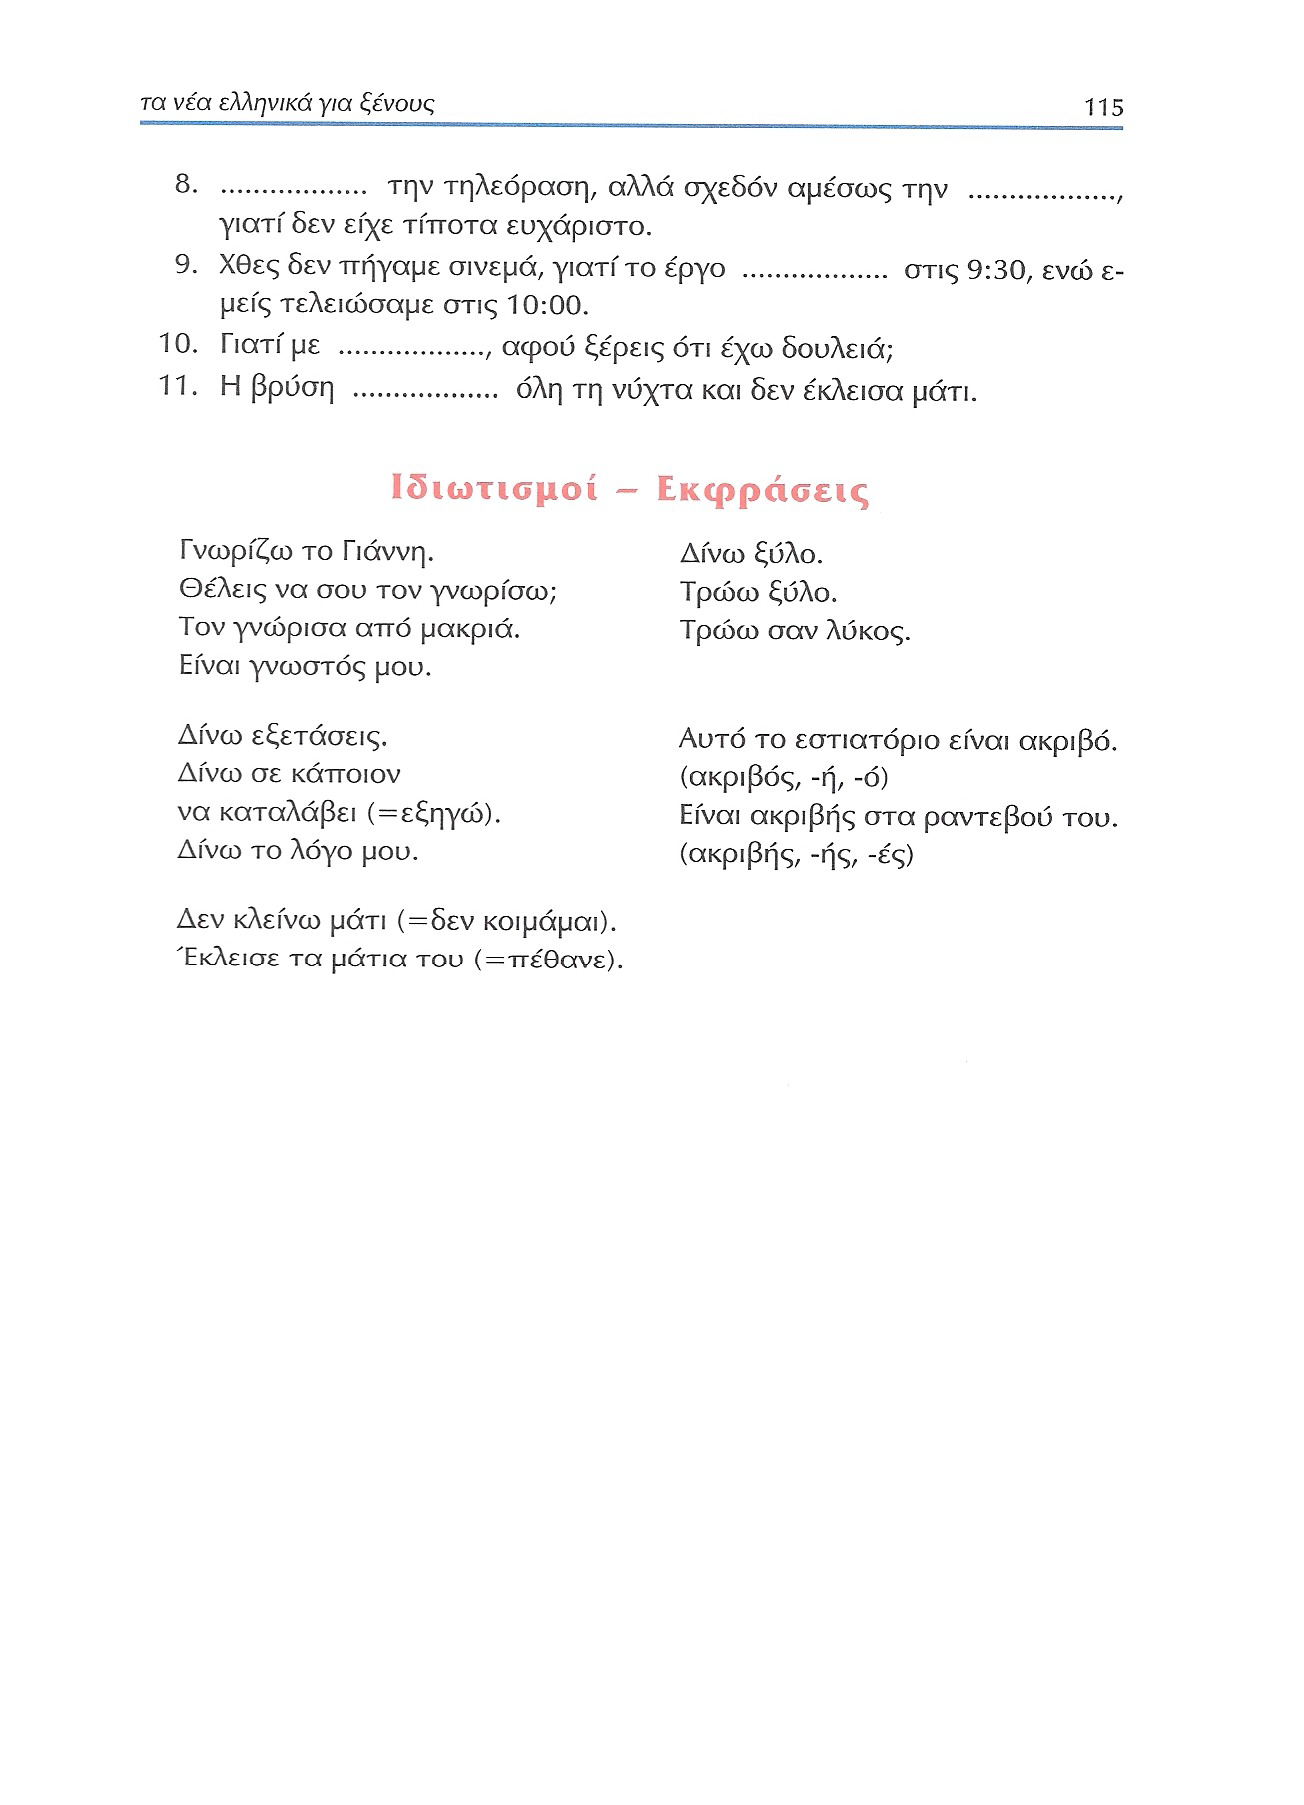 τα νέα ελληνικά για ξένους 115
8. .................. την τηλεόραση, αλλά σχεδόν αμέσως την ..................,
γιατί δεν είχε τίποτα ευχάριστο.
9. Χθες δεν πήγαμε σινεμά, γιατί το έργο .................. στις 9:30, ενώ ε-
μείς τελειώσαμε στις 10:00.
10. Γιατί με .................., αφού ξέρεις ότι έχω δουλειά;
11. Η βρύση .................. όλη τη νύχτα και δεν έκλεισα μάτι.
Ιδιωτισμοί – Εκφράσεις
Γνωρίζω το Γιάννη.
Θέλεις να σου τον γνωρίσω;
Τον γνώρισα από μακριά.
Είναι γνωστός μου.
Δίνω ξύλο.
Τρώω ξύλο.
Τρώω σαν λύκος.
Δίνω εξετάσεις.
Δίνω σε κάποιον
να καταλάβει (=εξηγώ).
Δίνω το λόγο μου.
Αυτό το εστιατόριο είναι ακριβό.
(ακριβός, -ή, -ό)
Είναι ακριβής στα ραντεβού του.
(ακριβής, -ής, -ές)
Δεν κλείνω μάτι (=δεν κοιμάμαι).
Έκλεισε τα μάτια του (=πέθανε).